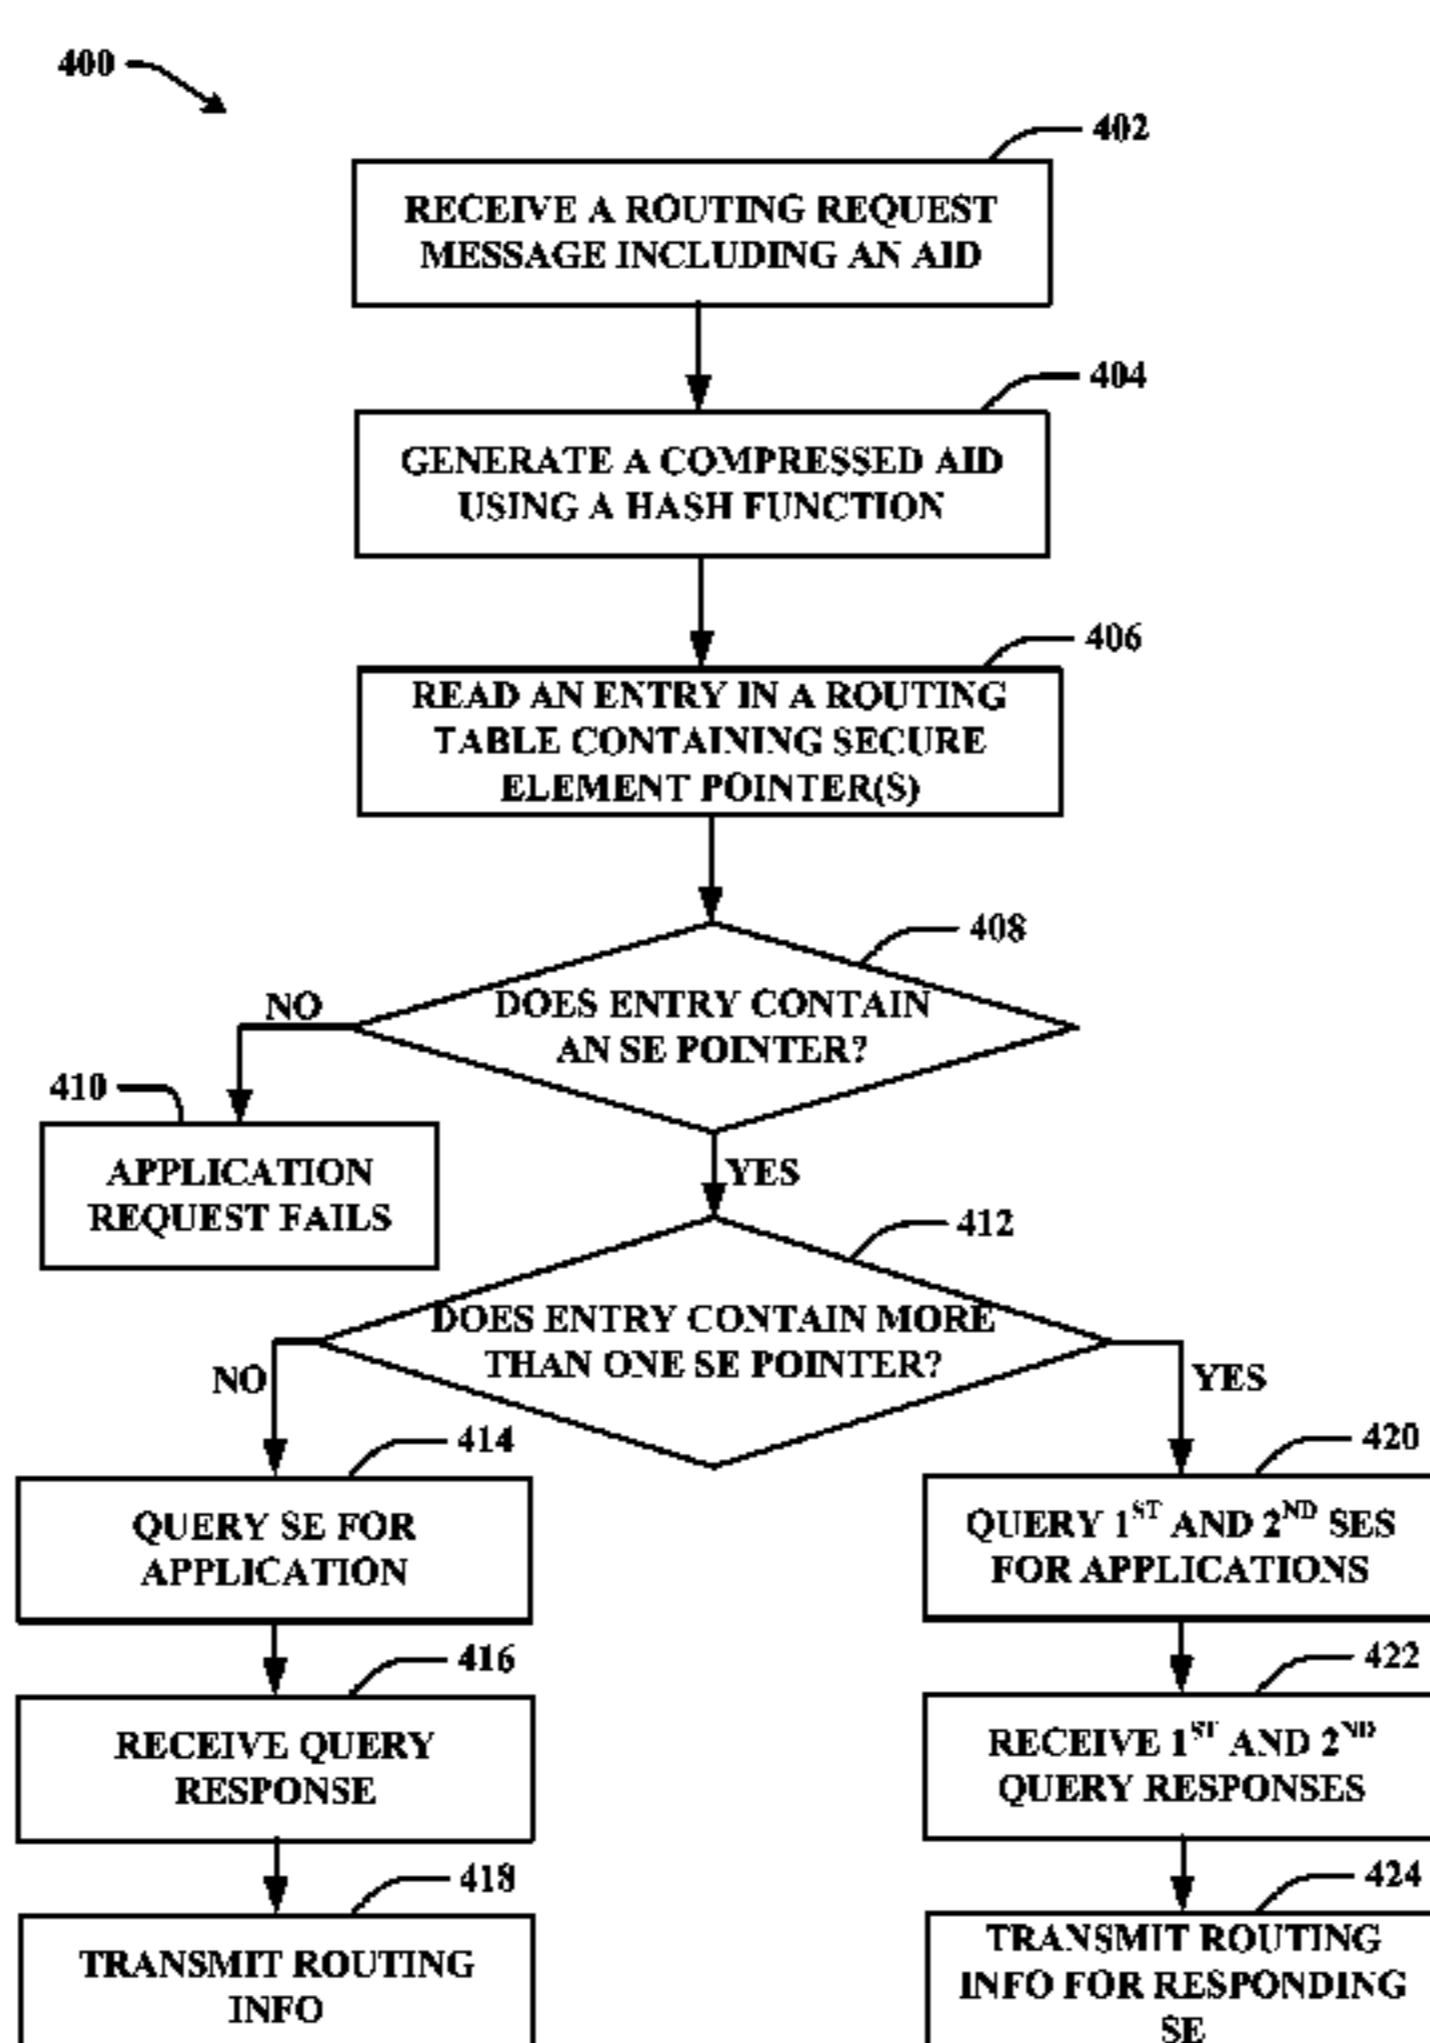 400
402
RECEIVE A ROUTING REQUEST
MESSAGE INCLUDING AN AID
404
GENERATE A COMPRESSED AID
USING A HASH FUNCTION
406
READ AN ENTRY IN A ROUTING
TABLE CONTAINING SECURE
ELEMENT POINTER(S)
408
DOES ENTRY CONTAIN
AN SE POINTER?
NO
410
APPLICATION
REQUEST FAILS
YES
412
DOES ENTRY CONTAIN MORE
THAN ONE SE POINTER?
NO
414
QUERY SE FOR
APPLICATION
416
RECEIVE QUERY
RESPONSE
418
TRANSMIT ROUTING
INFO
YES
420
QUERY 1ST AND 2ND SES
FOR APPLICATIONS
422
RECEIVE 1ST AND 2ND
QUERY RESPONSES
424
TRANSMIT ROUTING
INFO FOR RESPONDING
SE